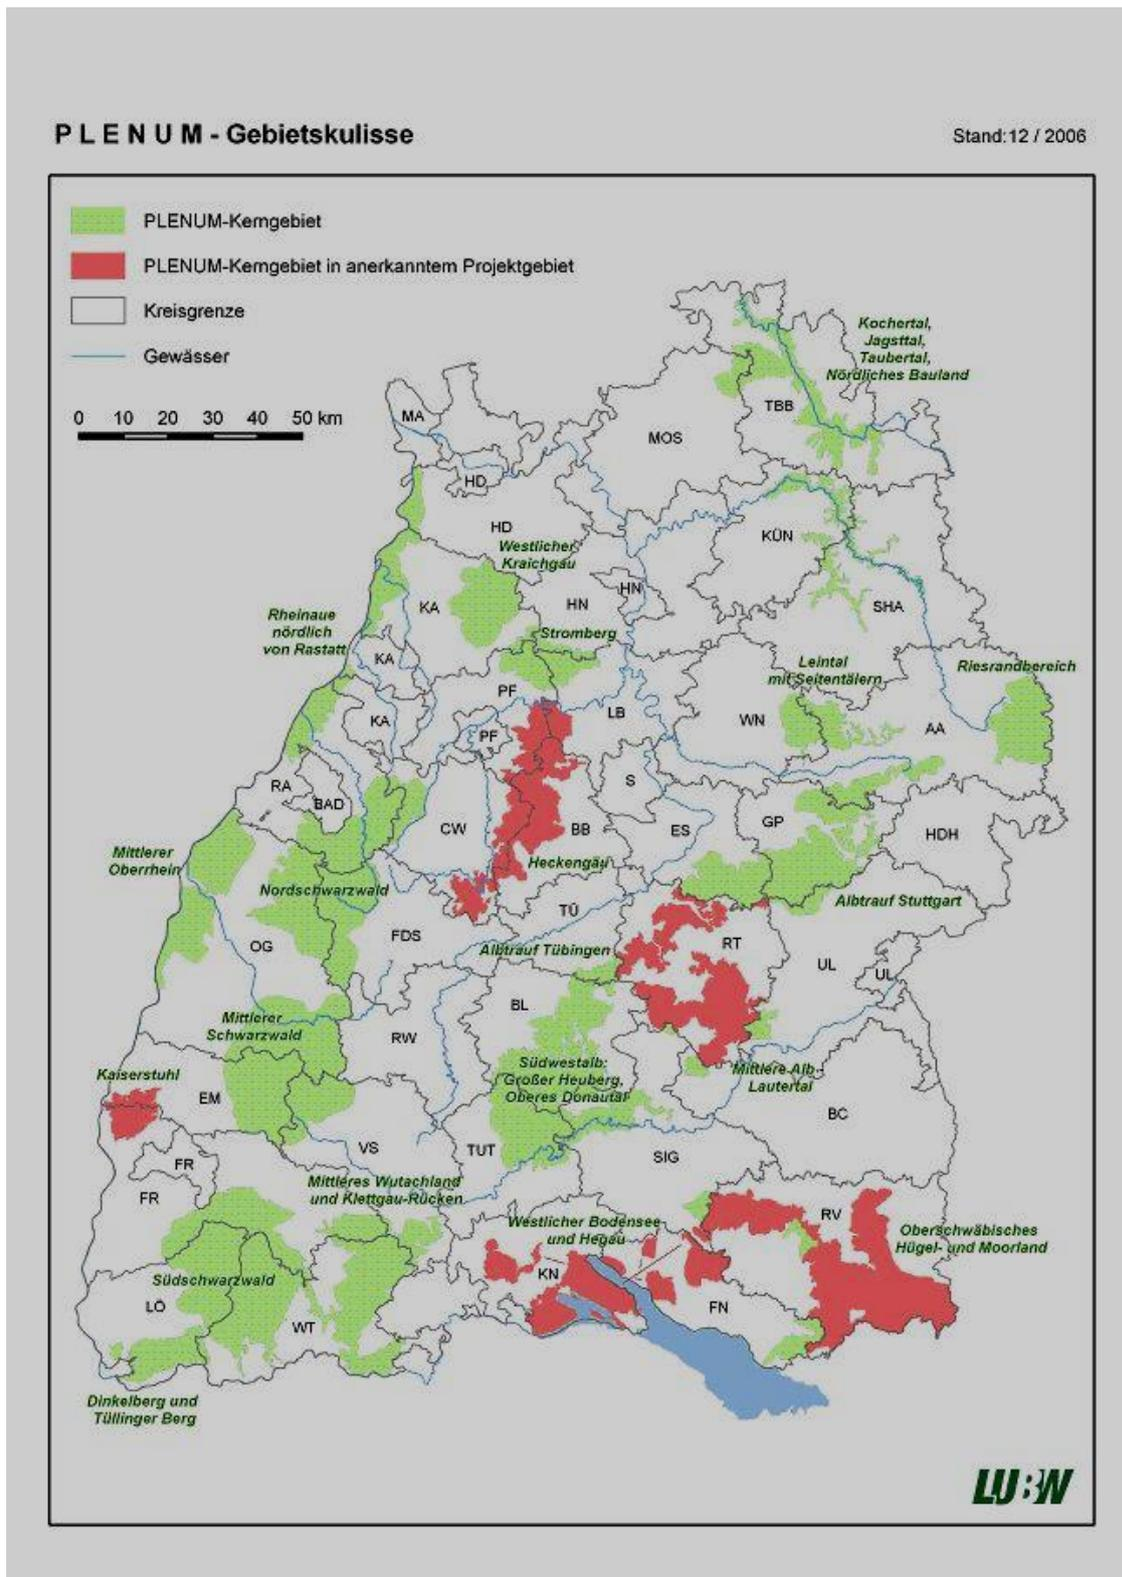 PLENUM - Gebietskulisse
Stand:12 / 2006
PLENUM-Kerngebiet
PLENUM-Kerngebiet in anerkanntem Projektgebiet
Kreisgrenze
Gewässer
0 10 20 30 40 50 km
Kochertal,
Jagsttal,
Taubertal,
Nördliches Bauland
TBB
MA
MOS
HD
HD
Westlicher
Kraichgau
KÜN
HN
HN
KA
SHA
Rheinaue
nördlich
von Rastatt
Stromberg
KA
Leintal
mit Seitentälern
Riesrandbereich
PF
LB
WN
AA
KA
PF
S
RA
BAD
CW
BB
ES
GP
HDH
Mittlerer
Oberrhein
Heckengäu
Nordschwarzwald
Albtrauf Stuttgart
TÜ
OG
FDS
Albtrauf Tübingen
RT
UL
UL
BL
Mittlerer
Schwarzwald
RW
Südwestalb:
Großer Heuberg,
Oberes Donautal
Mittlere Alb -
Lautertal
Kaiserstuhl
EM
BC
VS
TUT
SIG
FR
FR
Mittleres Wutachland
und Klettgau-Rücken
Westlicher Bodensee
und Hegau
RV
Oberschwäbisches
Hügel- und Moorland
KN
Südschwarzwald
LÖ
WT
FN
Dinkelberg und
Tüllinger Berg
LUBW